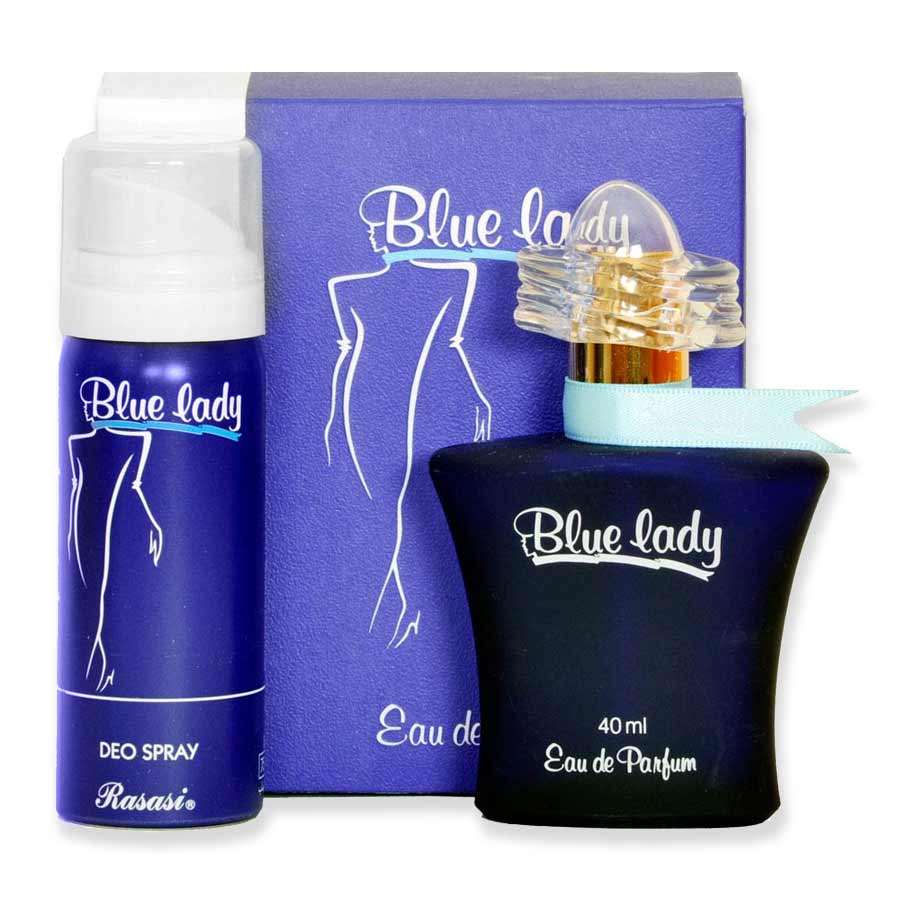 Blue lady
DEO SPRAY
Rasasi®
Blue lady
Eau de
Blue lady
40 ml
Eau de Parfum